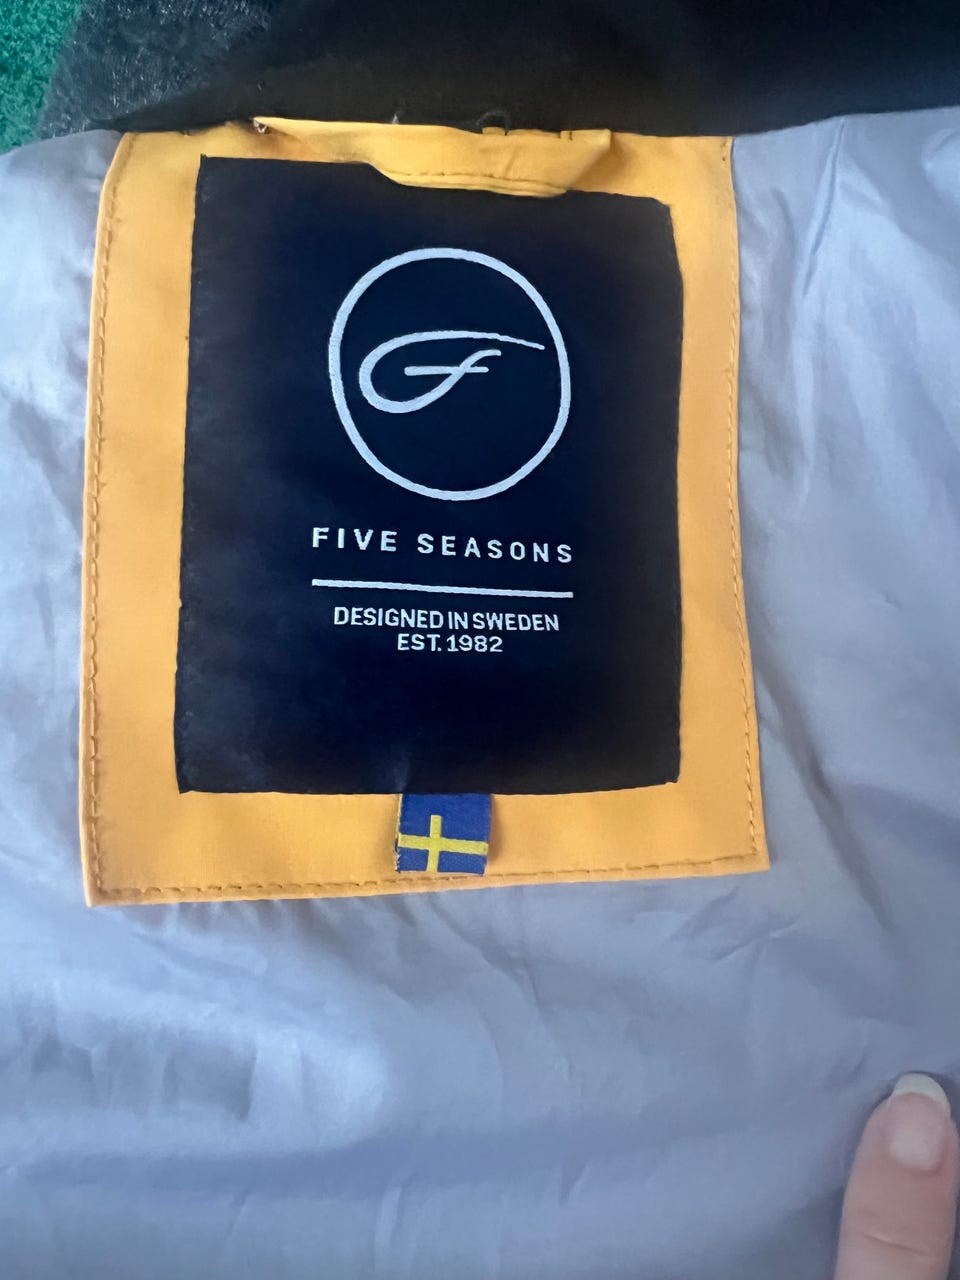 F
FIVE SEASONS
DESIGNED IN SWEDEN
EST. 1982